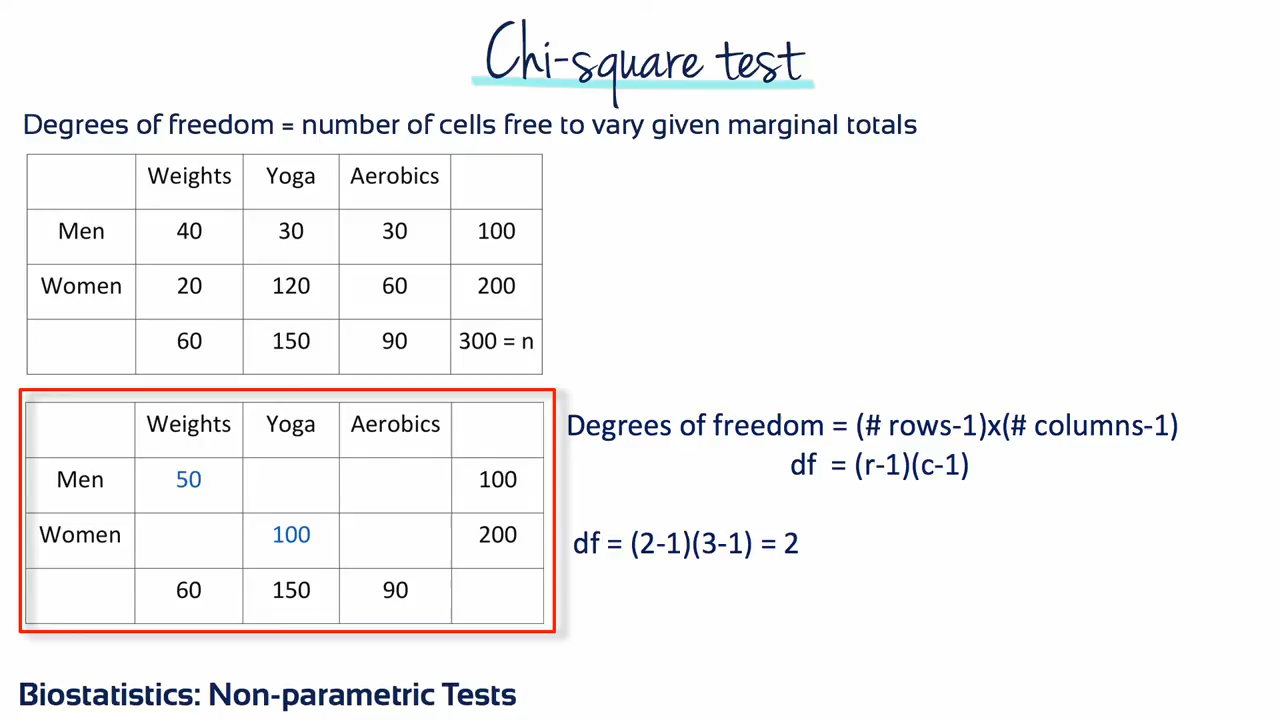 Chi-square test
Degrees of freedom = number of cells free to vary given marginal totals
Weights Yoga Aerobics
Men 40 30 30 100
Women 20 120 60 200
60 150 90 300 = n
Weights Yoga Aerobics
Men 50 100
Women 100 200
60 150 90
Degrees of freedom = (# rows-1)x(# columns-1)
df = (r-1)(c-1)
df = (2-1)(3-1) = 2
Biostatistics: Non-parametric Tests